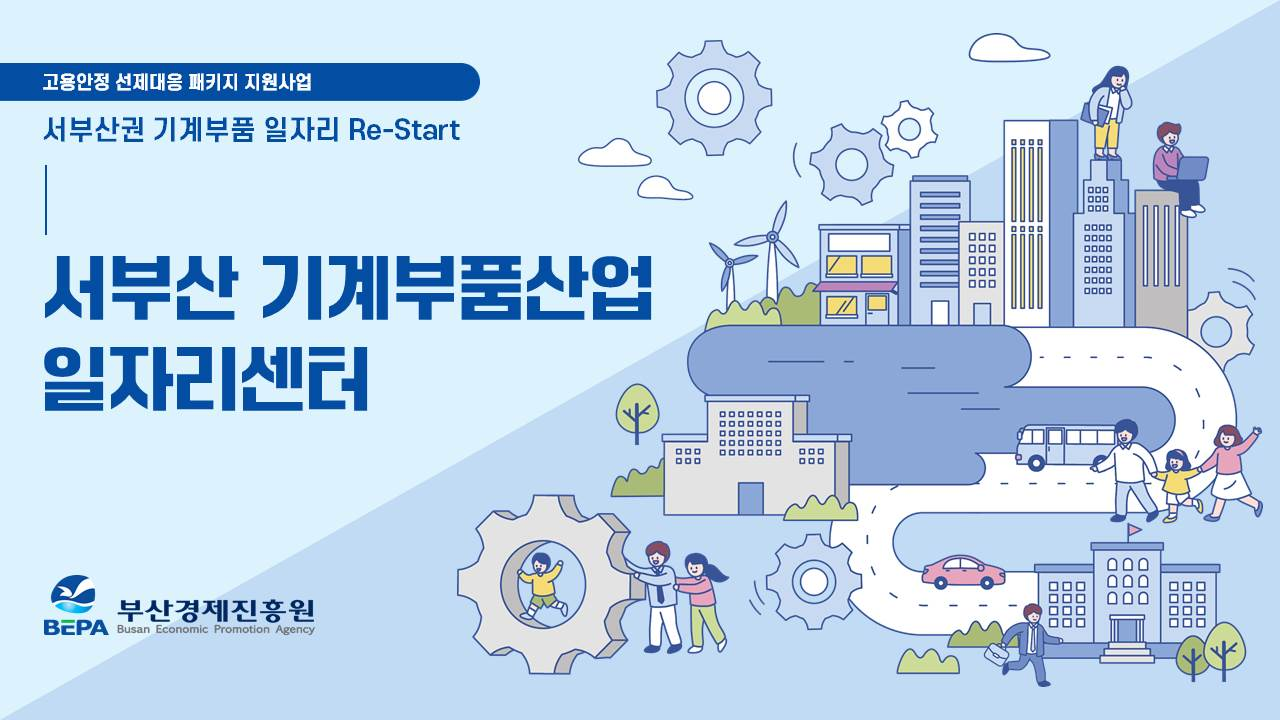 고용안정 선제대응 패키지 지원사업
서부산권 기계부품 일자리 Re-Start
서부산 기계부품산업
일자리센터
BEPA 부산경제진흥원
Busan Economic Promotion Agency